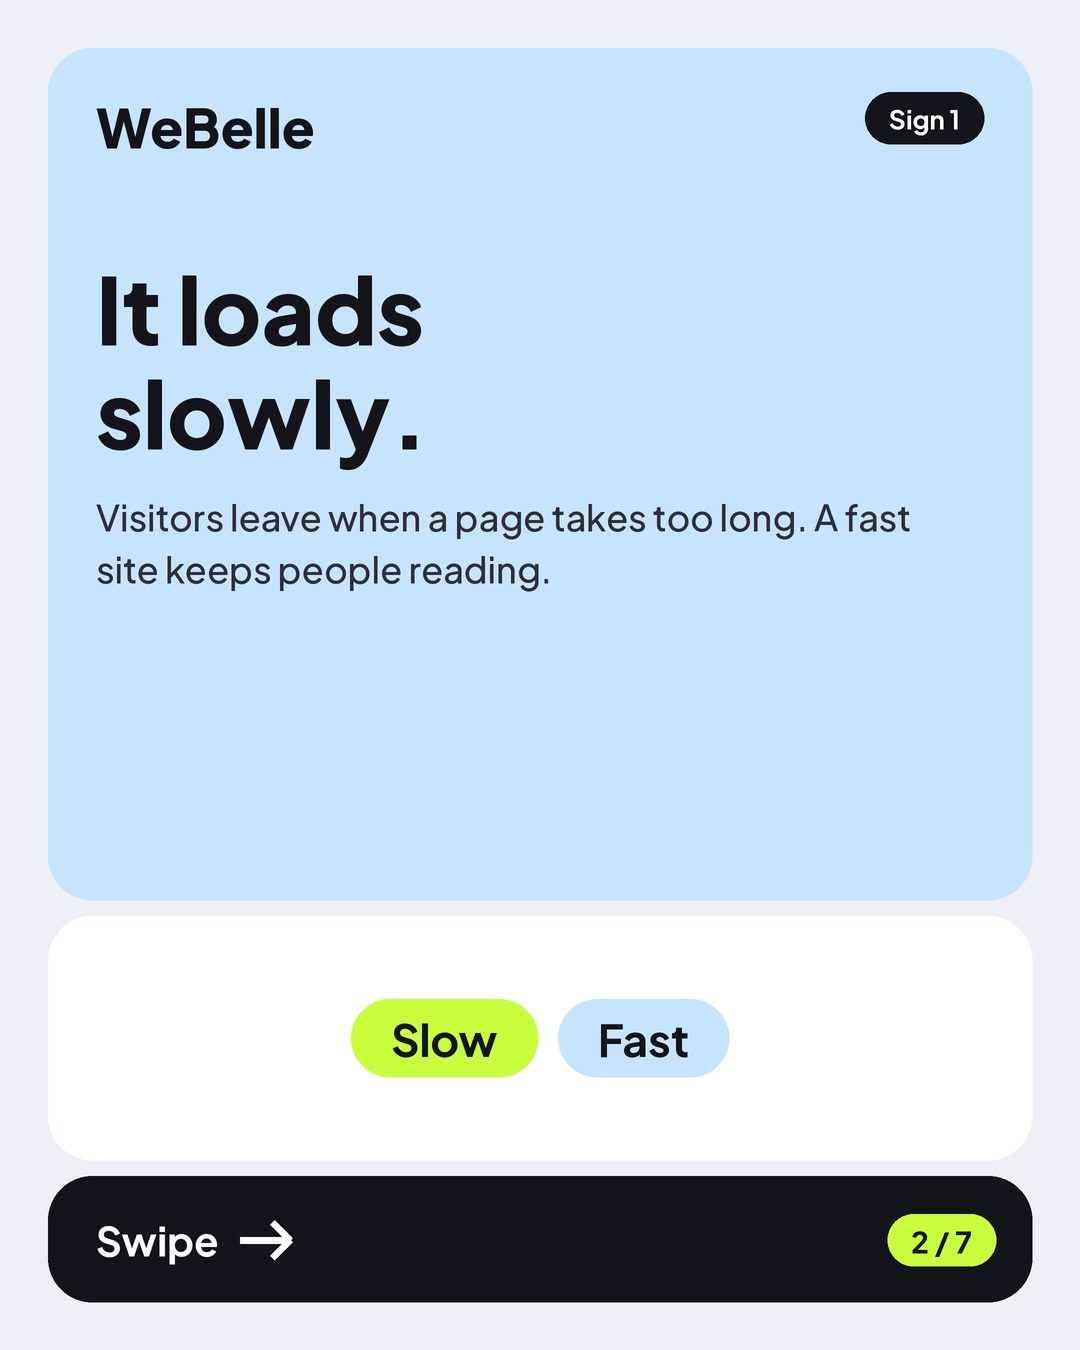 WeBelle
Sign 1
It loads
slowly.
Visitors leave when a page takes too long. A fast
site keeps people reading.
Slow
Fast
Swipe
2 / 7